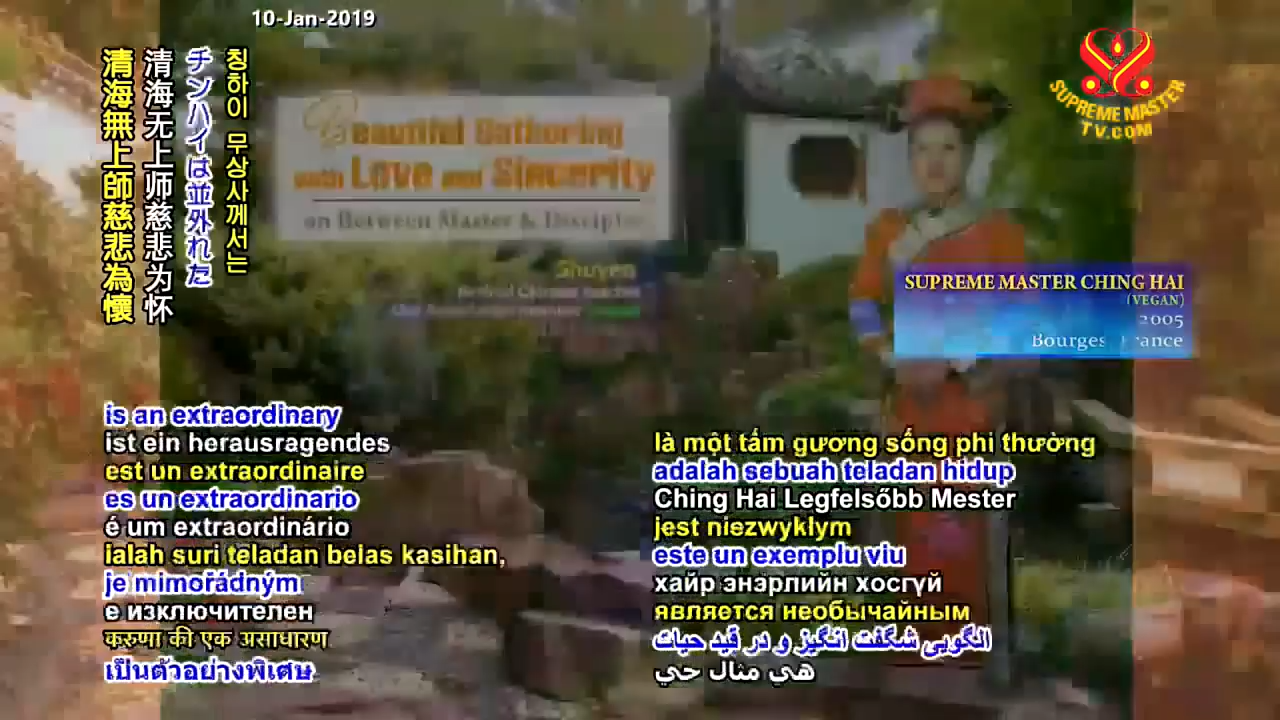 10-Jan-2019
SUPREME MASTER
TV.COM
칭하이 무상사께서는
チンハイは並外れた
清海无上师慈悲为怀
清海無上師慈悲為懷
Beautiful Gathering
with Love and Sincerity
on Between Master & Disciple
Shuyen
SUPREME MASTER CHING HAI
(VEGAN)
2005
Bourges, France
is an extraordinary
ist ein herausragendes
est un extraordinaire
es un extraordinario
é um extraordinário
ialah suri teladan belas kasihan,
je mimořádným
е изключителен
करुणा की एक असाधारण
เป็นตัวอย่างพิเศษ
là một tấm gương sống phi thường
adalah sebuah teladan hidup
Ching Hai Legfelsőbb Mester
jest niezwykłym
este un exemplu viu
хайр энэрлийн хосгүй
является необычайным
الگویی شگفت انگیز و در قید حیات
هي مثال حي